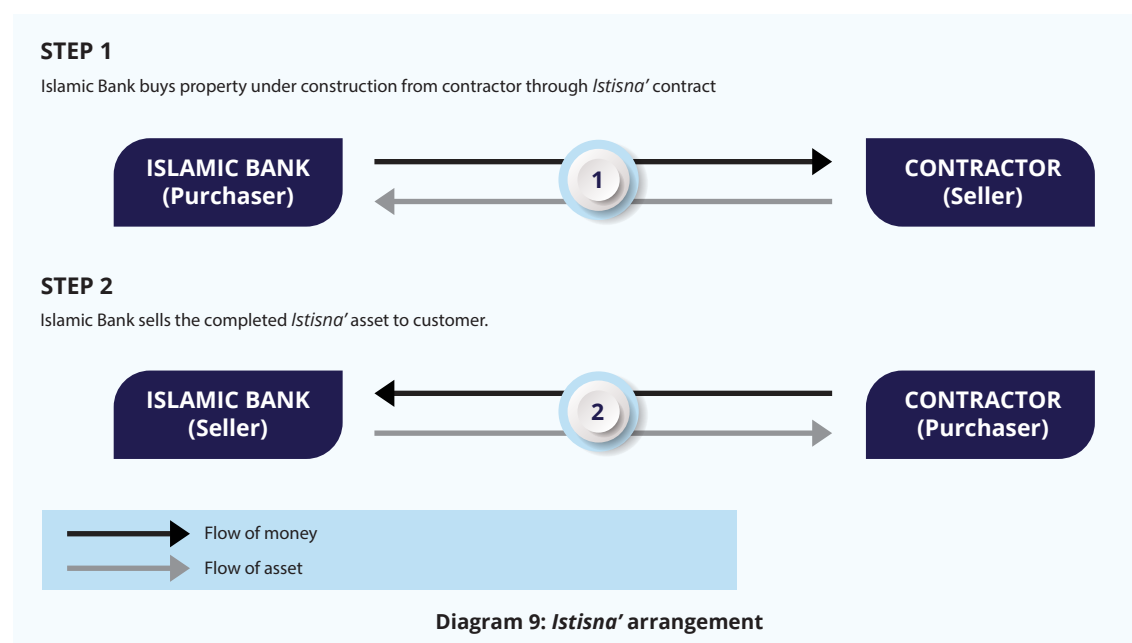 STEP 1
Islamic Bank buys property under construction from contractor through Istisna’ contract
ISLAMIC BANK
(Purchaser)
1
CONTRACTOR
(Seller)
STEP 2
Islamic Bank sells the completed Istisna’ asset to customer.
ISLAMIC BANK
(Seller)
2
CONTRACTOR
(Purchaser)
Flow of money
Flow of asset
Diagram 9: Istisna’ arrangement